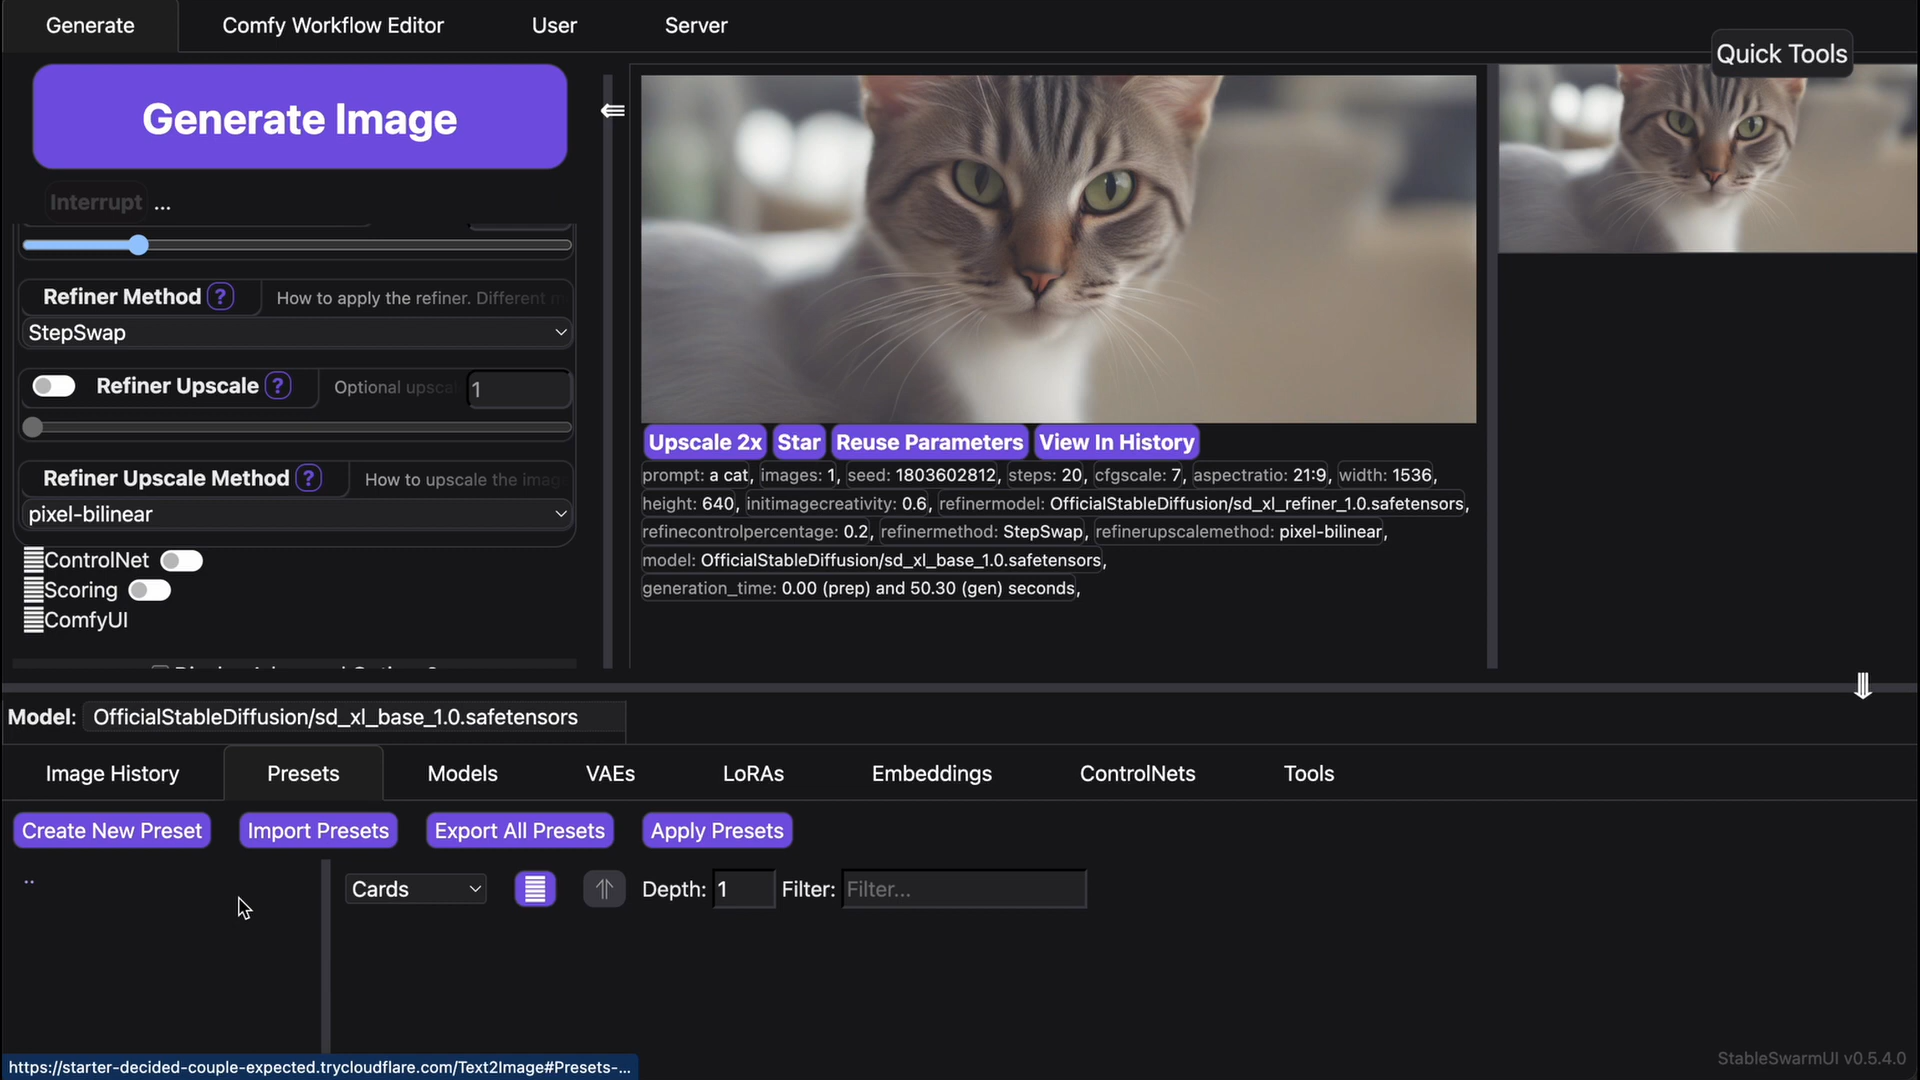 Generate Comfy Workflow Editor User Server
Quick Tools
Generate Image
Interrupt ...
Refiner Method ? How to apply the refiner. Different
StepSwap
Refiner Upscale ? Optional 1
Refiner Upscale Method ? How to upscale the
pixel-bilinear
ControlNet
Scoring
ComfyUI
Upscale 2x Star Reuse Parameters View In History
prompt: a cat, images: 1, seed: 1803602812, steps: 20, cfgscale: 7, aspectratio: 21:9, width: 1536,
height: 640, initimagecreativity: 0.6, refinermodel: OfficialStableDiffusion/sd_xl_refiner_1.0.safetensors,
refinecontrolpercentage: 0.2, refinermethod: StepSwap, refinerupscalemethod: pixel-bilinear,
model: OfficialStableDiffusion/sd_xl_base_1.0.safetensors,
generation_time: 0.00 (prep) and 50.30 (gen) seconds,
Model: OfficialStableDiffusion/sd_xl_base_1.0.safetensors
Image History Presets Models VAEs LoRAs Embeddings ControlNets Tools
Create New Preset Import Presets Export All Presets Apply Presets
..
Cards Depth: 1 Filter: Filter...
https://starter-decided-couple-expected.trycloudflare.com/Text2Image#Presets-...
StableSwarmUI v0.5.4.0